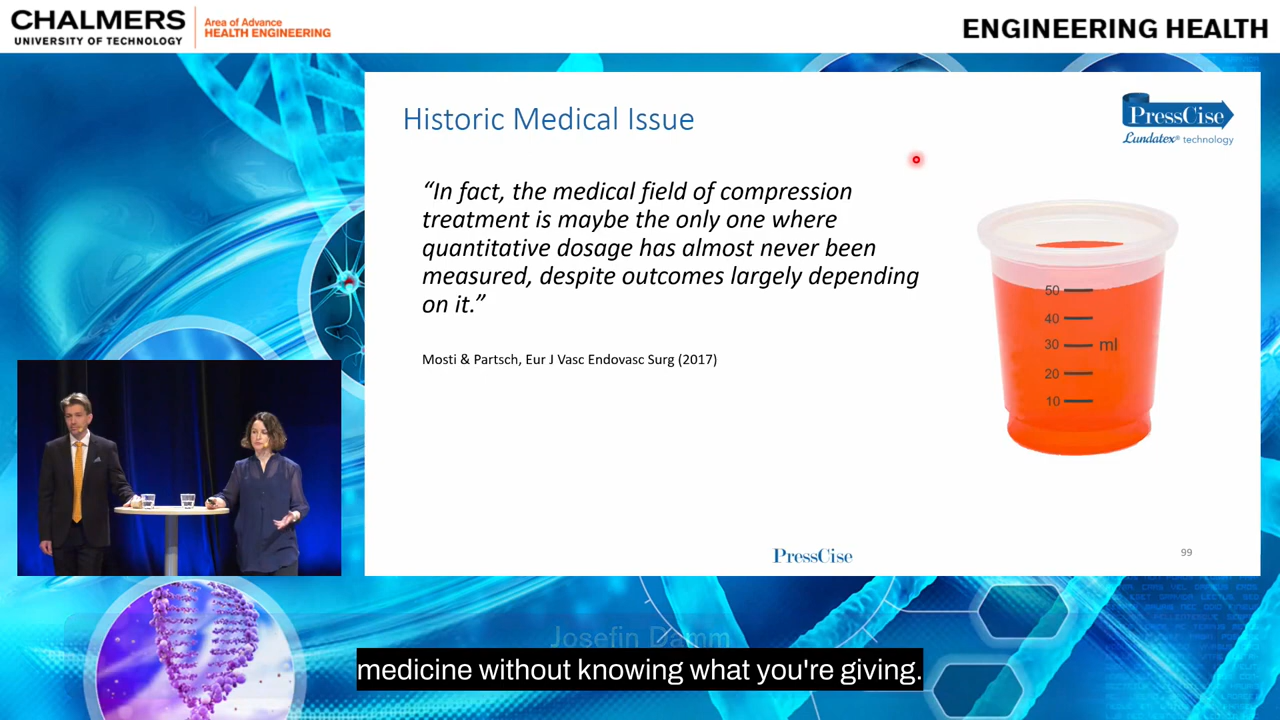 CHALMERS
UNIVERSITY OF TECHNOLOGY
Area of Advance
HEALTH ENGINEERING
ENGINEERING HEALTH
Historic Medical Issue
PressCise
Lundatex® technology
“In fact, the medical field of compression
treatment is maybe the only one where
quantitative dosage has almost never been
measured, despite outcomes largely depending
on it.”
Mosti & Partsch, Eur J Vasc Endovasc Surg (2017)
50
40
30 ml
20
10
PressCise
99
Josefin Damm
medicine without knowing what you're giving.